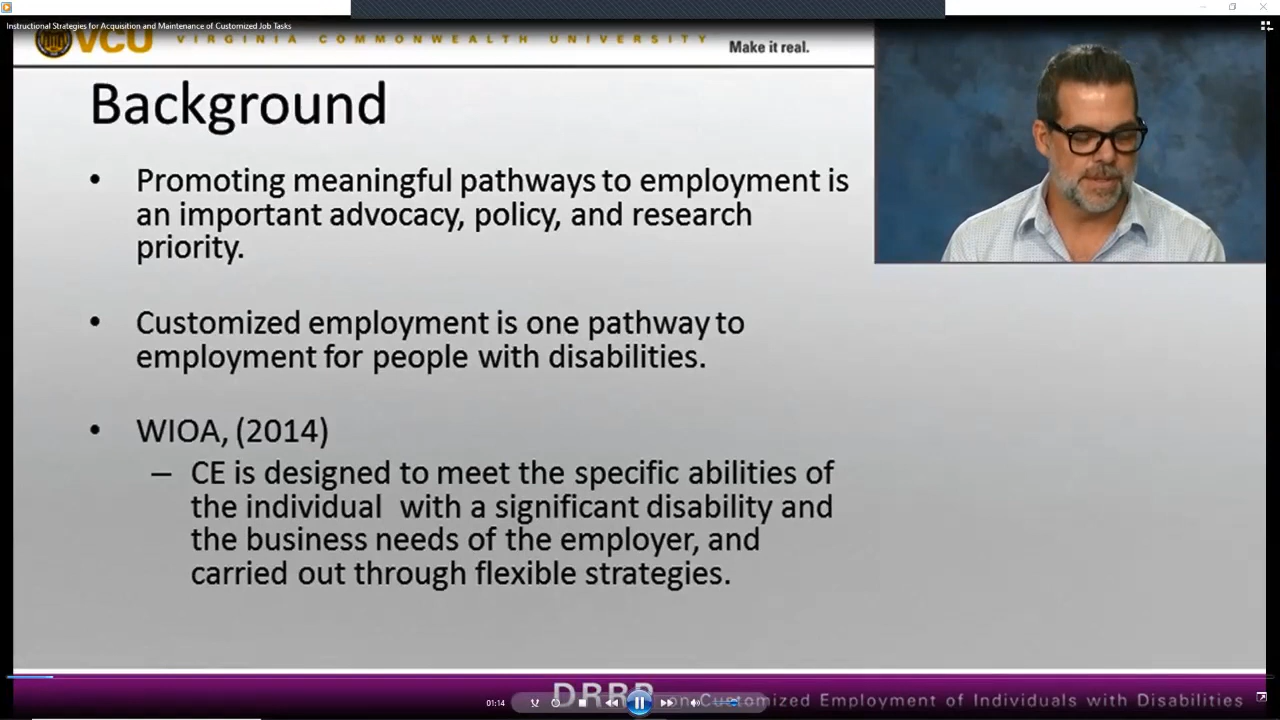 Instructional Strategies for Acquisition and Maintenance of Customized Job Tasks
VCU VIRGINIA COMMONWEALTH UNIVERSITY
Make it real.
Background
• Promoting meaningful pathways to employment is
an important advocacy, policy, and research
priority.
• Customized employment is one pathway to
employment for people with disabilities.
• WIOA, (2014)
– CE is designed to meet the specific abilities of
the individual with a significant disability and
the business needs of the employer, and
carried out through flexible strategies.
DRRP on Customized Employment of Individuals with Disabilities
01:14